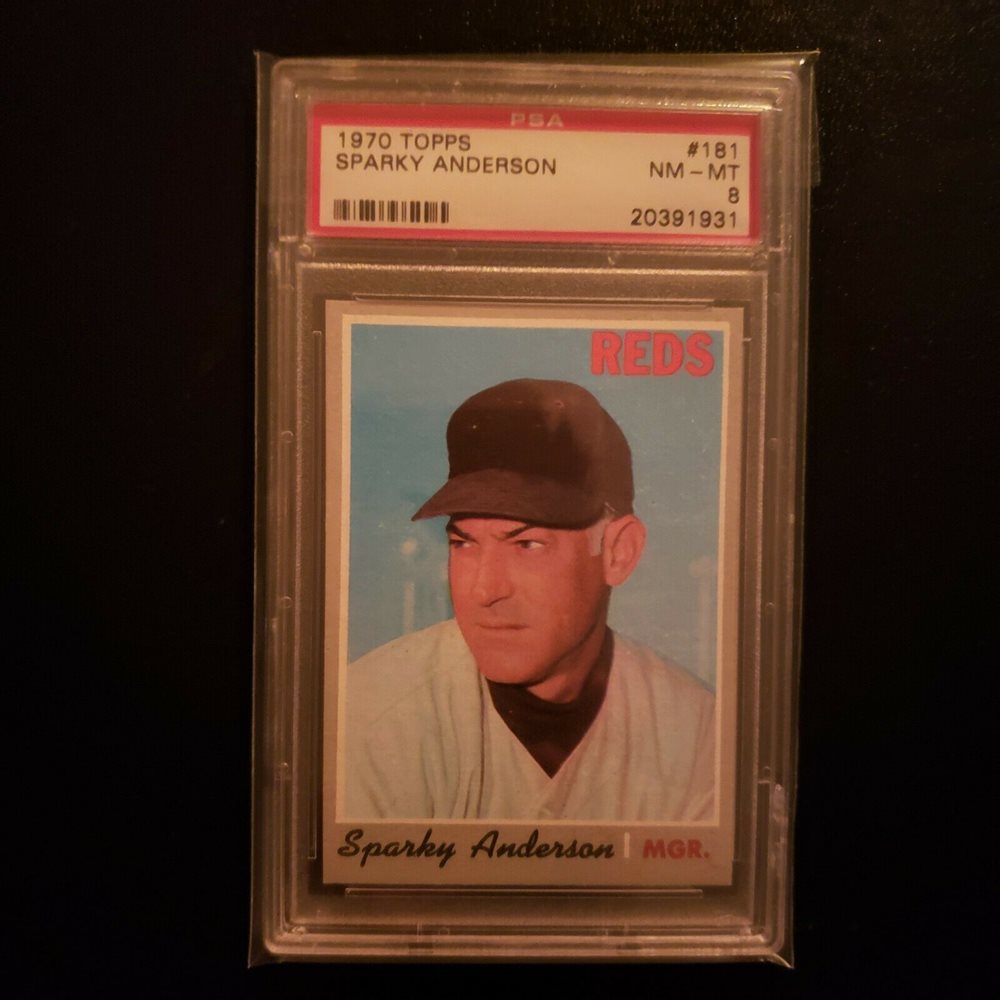 PSA
1970 TOPPS #181
SPARKY ANDERSON NM - MT
8
20391931
REDS
Sparky Anderson | MGR.